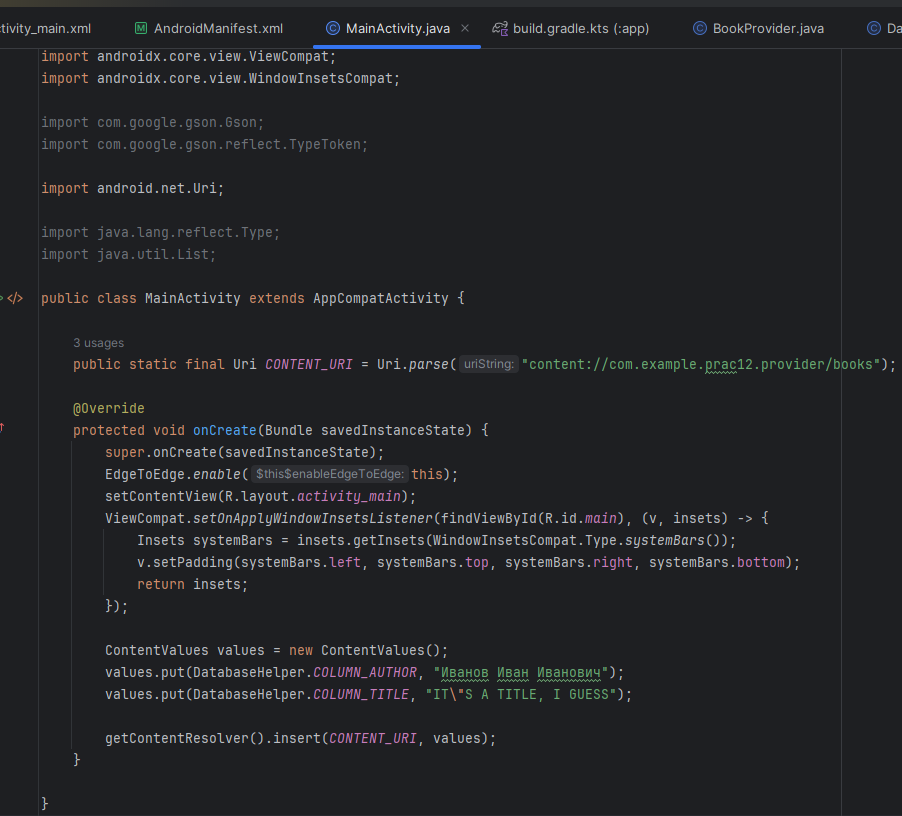 tivity_main.xml AndroidManifest.xml MainActivity.java build.gradle.kts (:app) BookProvider.java Da
import androidx.core.view.ViewCompat;
import androidx.core.view.WindowInsetsCompat;
import com.google.gson.Gson;
import com.google.gson.reflect.TypeToken;
import android.net.Uri;
import java.lang.reflect.Type;
import java.util.List;
public class MainActivity extends AppCompatActivity {
3 usages
public static final Uri CONTENT_URI = Uri.parse( uriString: "content://com.example.prac12.provider/books");
@Override
protected void onCreate(Bundle savedInstanceState) {
super.onCreate(savedInstanceState);
EdgeToEdge.enable( $this$enableEdgeToEdge: this);
setContentView(R.layout.activity_main);
ViewCompat.setOnApplyWindowInsetsListener(findViewById(R.id.main), (v, insets) -> {
Insets systemBars = insets.getInsets(WindowInsetsCompat.Type.systemBars());
v.setPadding(systemBars.left, systemBars.top, systemBars.right, systemBars.bottom);
return insets;
});
ContentValues values = new ContentValues();
values.put(DatabaseHelper.COLUMN_AUTHOR, "Иванов Иван Иванович");
values.put(DatabaseHelper.COLUMN_TITLE, "IT\"S A TITLE, I GUESS");
getContentResolver().insert(CONTENT_URI, values);
}
}